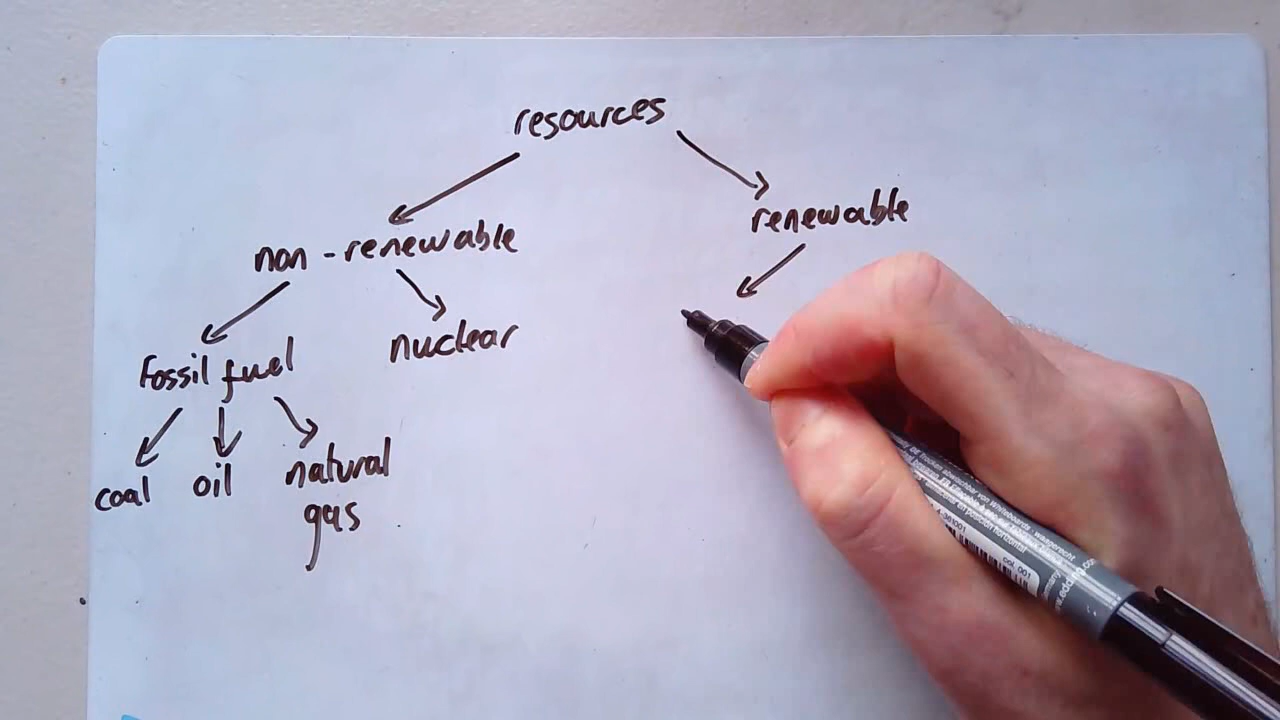 resources
renewable
non-renewable
nuclear
fossil fuel
coal
oil
natural
gas